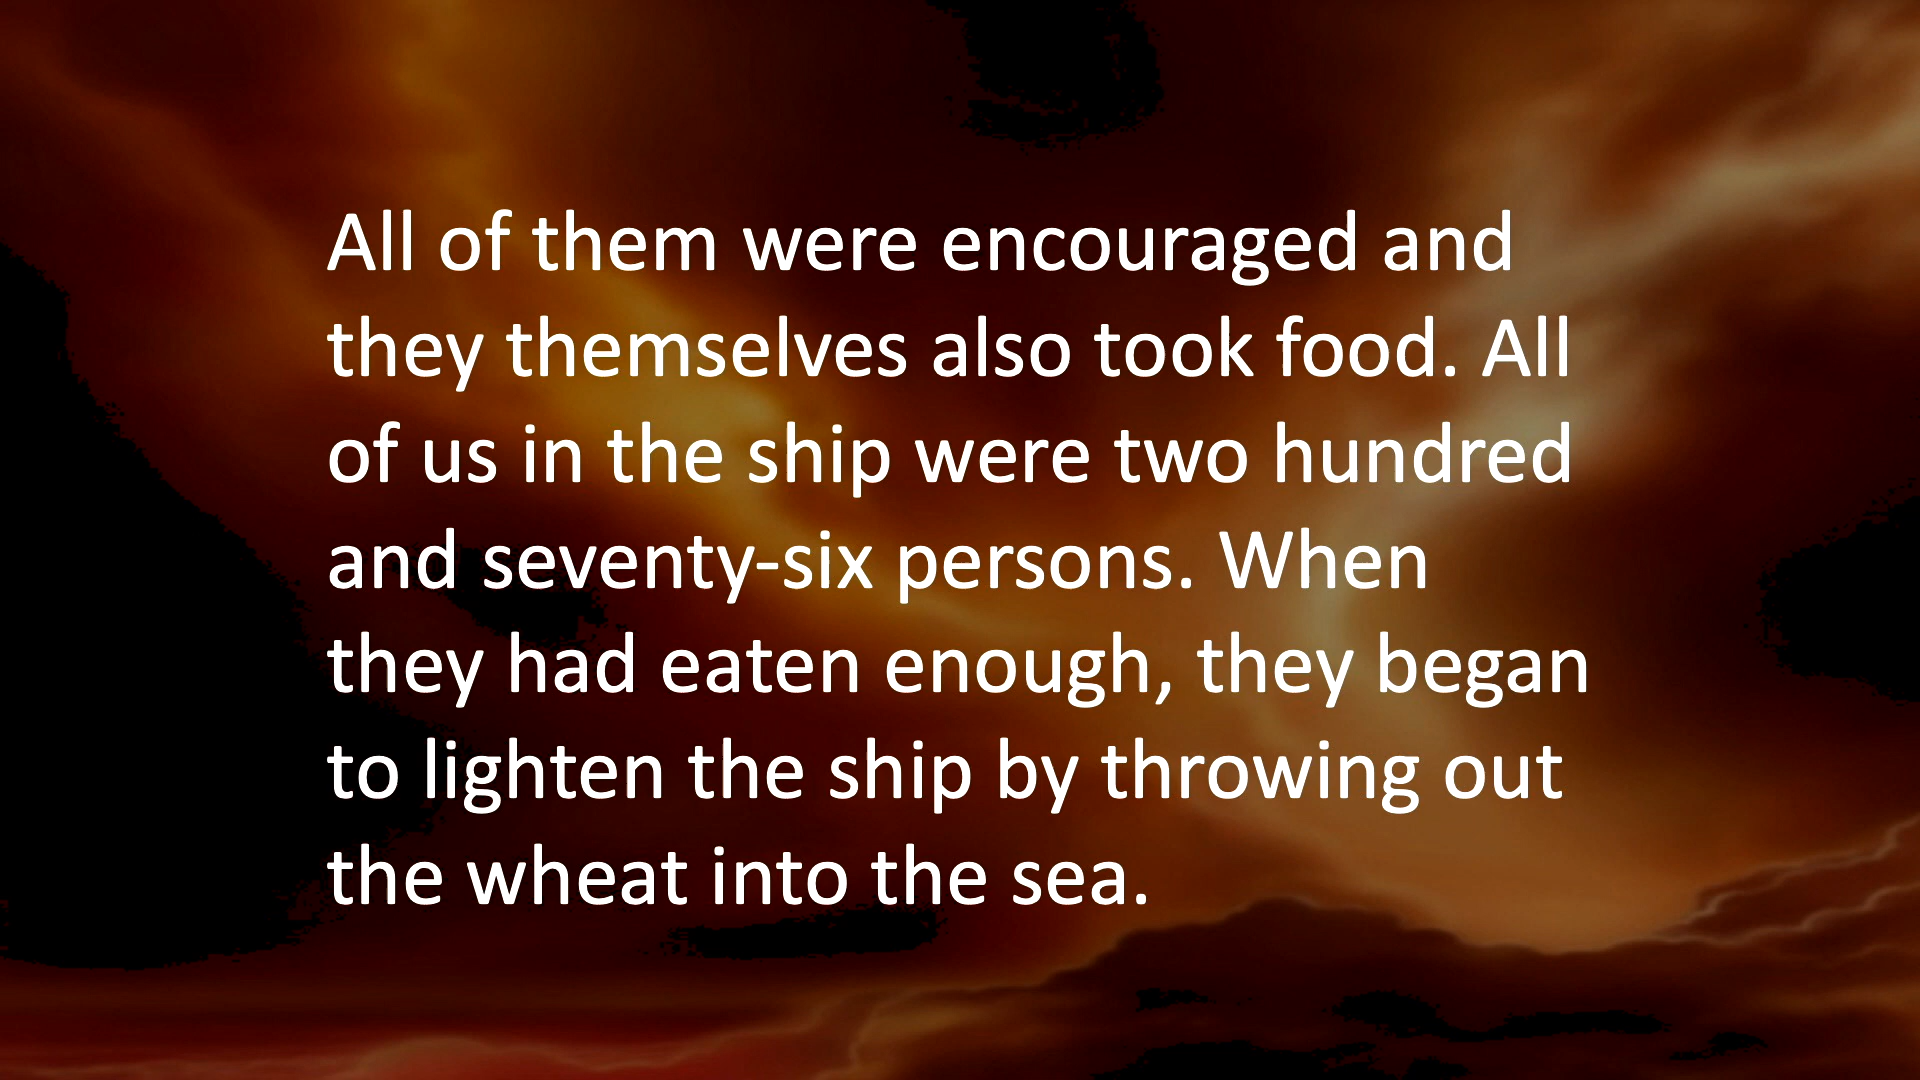 All of them were encouraged and
they themselves also took food. All
of us in the ship were two hundred
and seventy-six persons. When
they had eaten enough, they began
to lighten the ship by throwing out
the wheat into the sea.